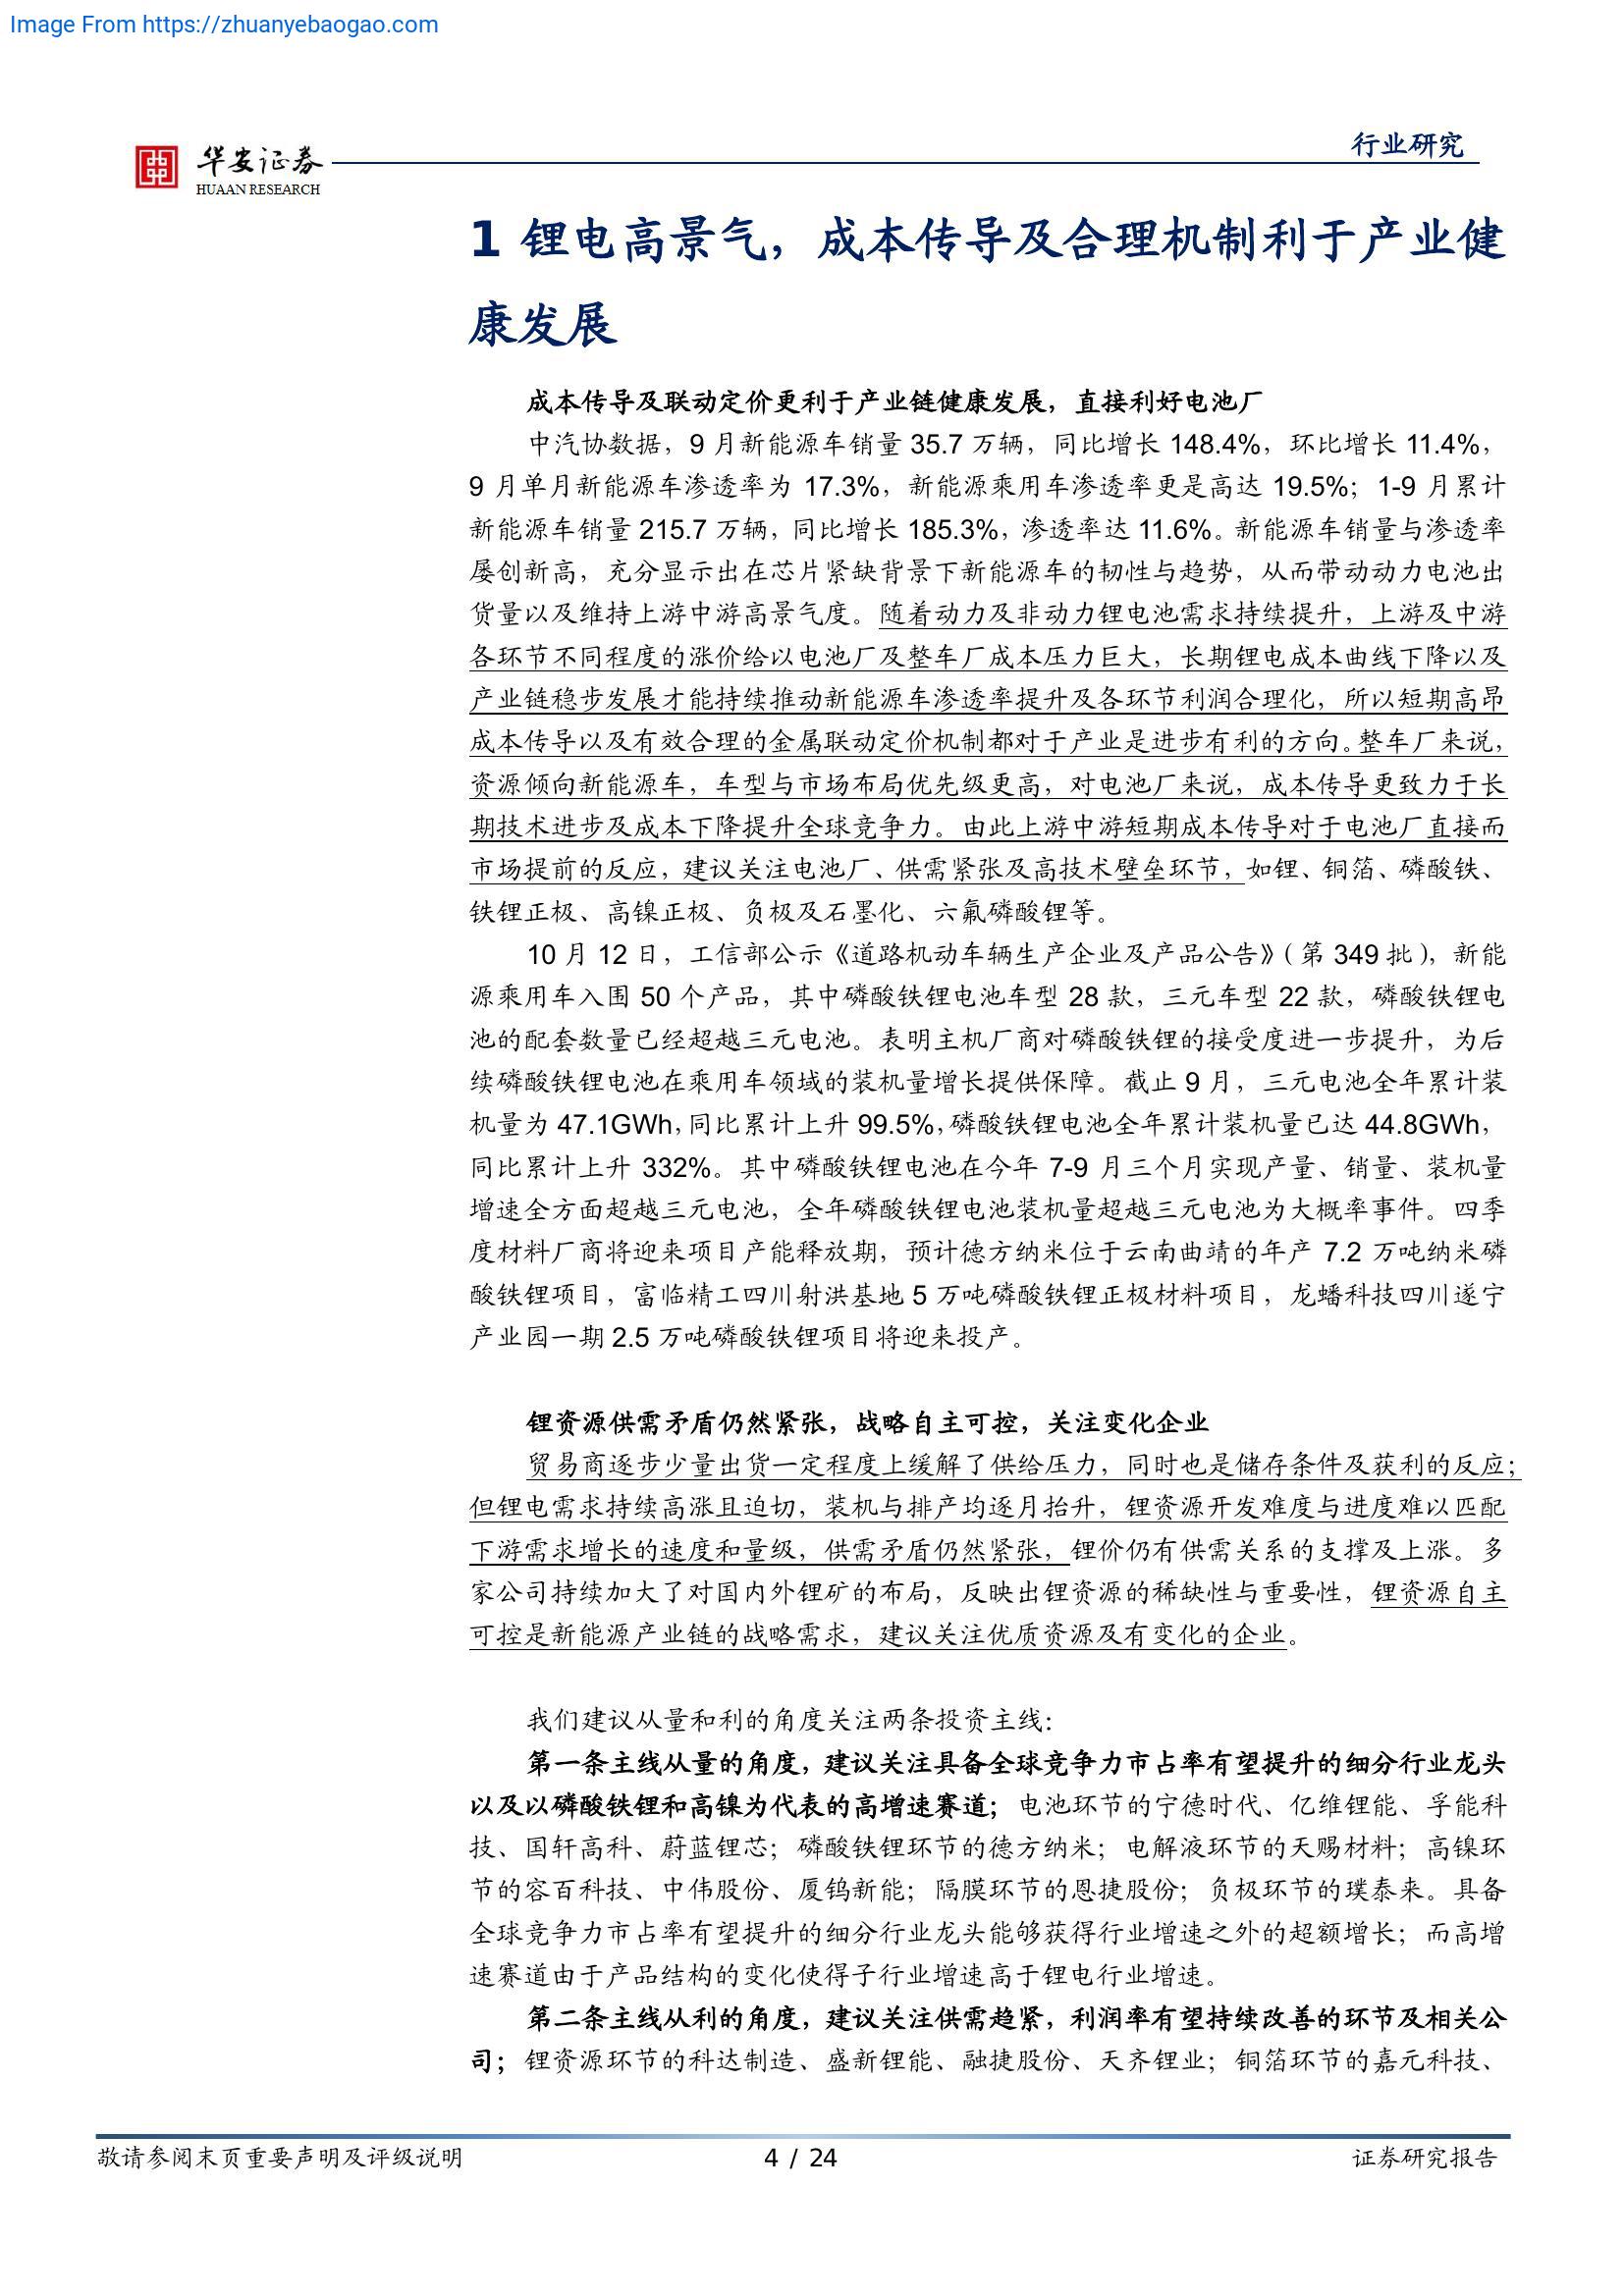 Image From https://zhuanyebaogao.com
华安证券
HUAAN RESEARCH
行业研究
1 锂电高景气，成本传导及合理机制利于产业健
康发展
成本传导及联动定价更利于产业链健康发展，直接利好电池厂
中汽协数据，9 月新能源车销量 35.7 万辆，同比增长 148.4%，环比增长 11.4%，
9 月单月新能源车渗透率为 17.3%，新能源乘用车渗透率更是高达 19.5%；1-9 月累计
新能源车销量 215.7 万辆，同比增长 185.3%，渗透率达 11.6%。新能源车销量与渗透率
屡创新高，充分显示出在芯片紧缺背景下新能源车的韧性与趋势，从而带动动力电池出
货量以及维持上游中游高景气度。随着动力及非动力锂电池需求持续提升，上游及中游
各环节不同程度的涨价给以电池厂及整车厂成本压力巨大，长期锂电成本曲线下降以及
产业链稳步发展才能持续推动新能源车渗透率提升及各环节利润合理化，所以短期高昂
成本传导以及有效合理的金属联动定价机制都对于产业是进步有利的方向。整车厂来说，
资源倾向新能源车，车型与市场布局优先级更高，对电池厂来说，成本传导更致力于长
期技术进步及成本下降提升全球竞争力。由此上游中游短期成本传导对于电池厂直接而
市场提前的反应，建议关注电池厂、供需紧张及高技术壁垒环节，如锂、铜箔、磷酸铁、
铁锂正极、高镍正极、负极及石墨化、六氟磷酸锂等。
10 月 12 日，工信部公示《道路机动车辆生产企业及产品公告》（第 349 批），新能
源乘用车入围 50 个产品，其中磷酸铁锂电池车型 28 款，三元车型 22 款，磷酸铁锂电
池的配套数量已经超越三元电池。表明主机厂商对磷酸铁锂的接受度进一步提升，为后
续磷酸铁锂电池在乘用车领域的装机量增长提供保障。截止 9 月，三元电池全年累计装
机量为 47.1GWh，同比累计上升 99.5%，磷酸铁锂电池全年累计装机量已达 44.8GWh，
同比累计上升 332%。其中磷酸铁锂电池在今年 7-9 月三个月实现产量、销量、装机量
增速全方面超越三元电池，全年磷酸铁锂电池装机量超越三元电池为大概率事件。四季
度材料厂商将迎来项目产能释放期，预计德方纳米位于云南曲靖的年产 7.2 万吨纳米磷
酸铁锂项目，富临精工四川射洪基地 5 万吨磷酸铁锂正极材料项目，龙蟠科技四川遂宁
产业园一期 2.5 万吨磷酸铁锂项目将迎来投产。
锂资源供需矛盾仍然紧张，战略自主可控，关注变化企业
贸易商逐步少量出货一定程度上缓解了供给压力，同时也是储存条件及获利的反应；
但锂电需求持续高涨且迫切，装机与排产均逐月抬升，锂资源开发难度与进度难以匹配
下游需求增长的速度和量级，供需矛盾仍然紧张，锂价仍有供需关系的支撑及上涨。多
家公司持续加大了对国内外锂矿的布局，反映出锂资源的稀缺性与重要性，锂资源自主
可控是新能源产业链的战略需求，建议关注优质资源及有变化的企业。
我们建议从量和利的角度关注两条投资主线：
第一条主线从量的角度，建议关注具备全球竞争力市占率有望提升的细分行业龙头
以及以磷酸铁锂和高镍为代表的高增速赛道；电池环节的宁德时代、亿维锂能、孚能科
技、国轩高科、蔚蓝锂芯；磷酸铁锂环节的德方纳米；电解液环节的天赐材料；高镍环
节的容百科技、中伟股份、厦钨新能；隔膜环节的恩捷股份；负极环节的璞泰来。具备
全球竞争力市占率有望提升的细分行业龙头能够获得行业增速之外的超额增长；而高增
速赛道由于产品结构的变化使得子行业增速高于锂电行业增速。
第二条主线从利的角度，建议关注供需趋紧，利润率有望持续改善的环节及相关公
司；锂资源环节的科达制造、盛新锂能、融捷股份、天齐锂业；铜箔环节的嘉元科技、
敬请参阅末页重要声明及评级说明
4 / 24
证券研究报告